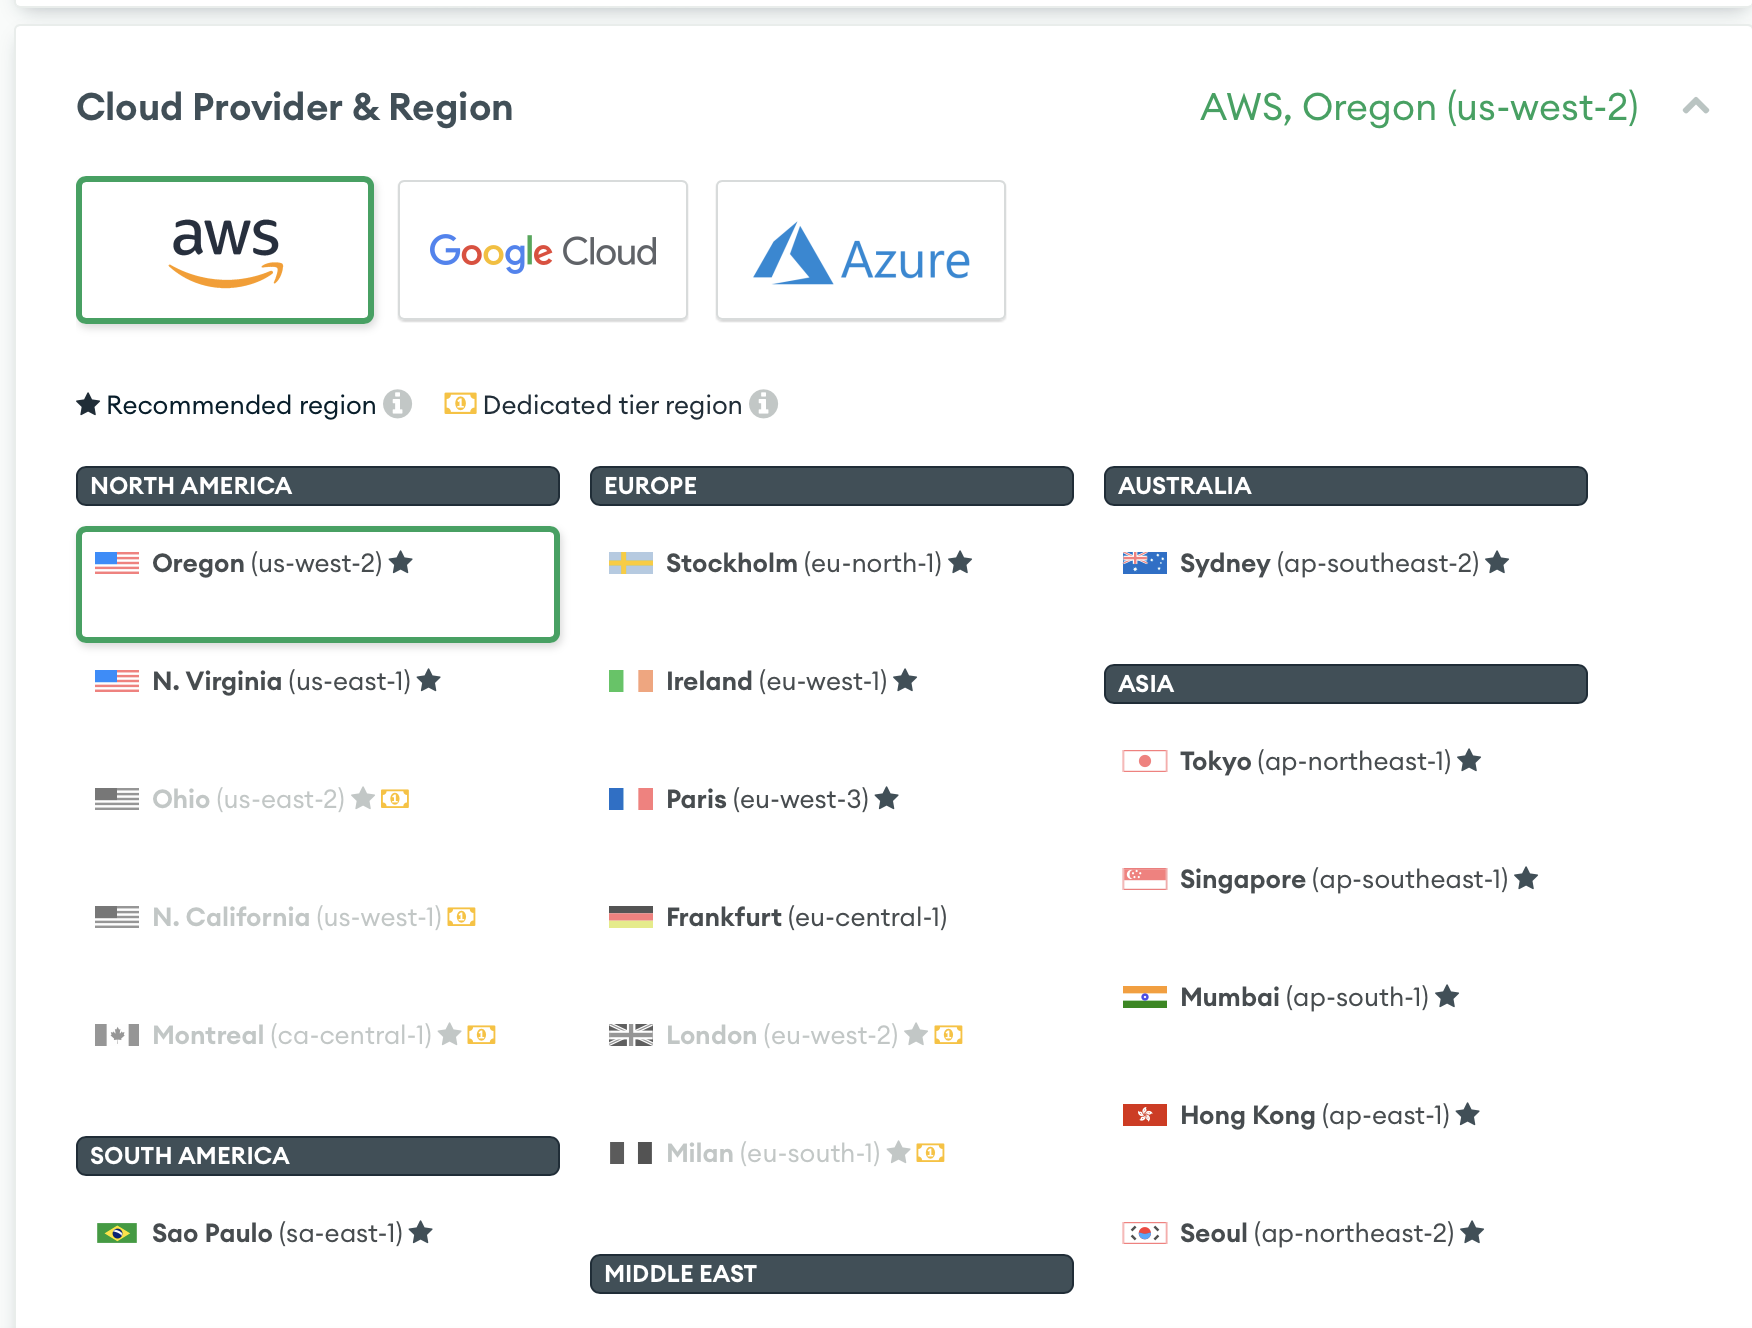 Cloud Provider & Region
AWS, Oregon (us-west-2)
aws
Google Cloud
Azure
Recommended region
Dedicated tier region
NORTH AMERICA
Oregon (us-west-2)
N. Virginia (us-east-1)
Ohio (us-east-2)
N. California (us-west-1)
Montreal (ca-central-1)
SOUTH AMERICA
Sao Paulo (sa-east-1)
EUROPE
Stockholm (eu-north-1)
Ireland (eu-west-1)
Paris (eu-west-3)
Frankfurt (eu-central-1)
London (eu-west-2)
Milan (eu-south-1)
MIDDLE EAST
AUSTRALIA
Sydney (ap-southeast-2)
ASIA
Tokyo (ap-northeast-1)
Singapore (ap-southeast-1)
Mumbai (ap-south-1)
Hong Kong (ap-east-1)
Seoul (ap-northeast-2)